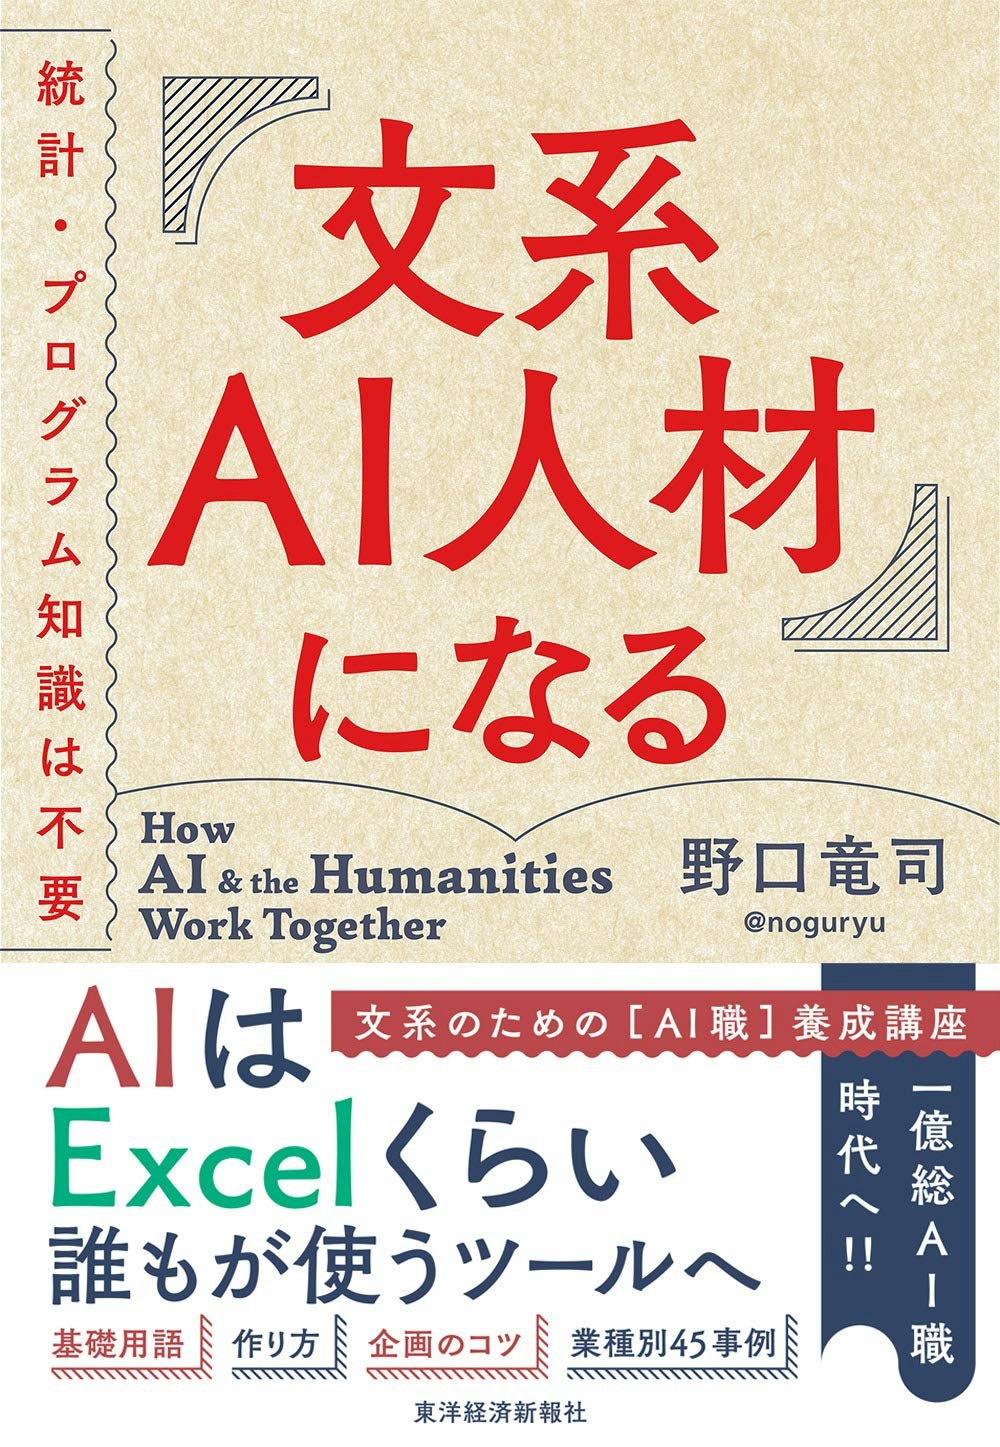 統計・プログラム知識は不要
文系
AI人材
になる
How
AI & the Humanities
Work Together
野口竜司
@noguryu
文系のための[AI職]養成講座
一億総AI職
時代へ!!
AIは
Excelくらい
誰もが使うツールへ
基礎用語
作り方
企画のコツ
業種別45事例
東洋経済新報社